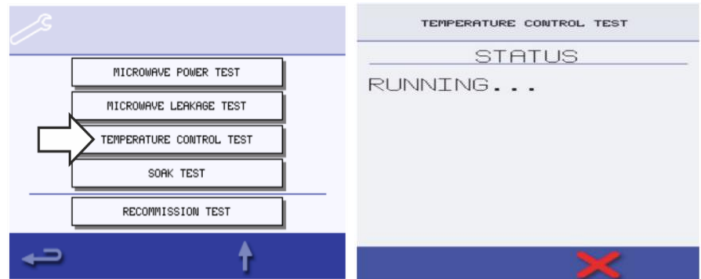 MICROWAVE POWER TEST
MICROWAVE LEAKAGE TEST
TEMPERATURE CONTROL TEST
SOAK TEST
RECOMMISSION TEST
TEMPERATURE CONTROL TEST
STATUS
RUNNING...